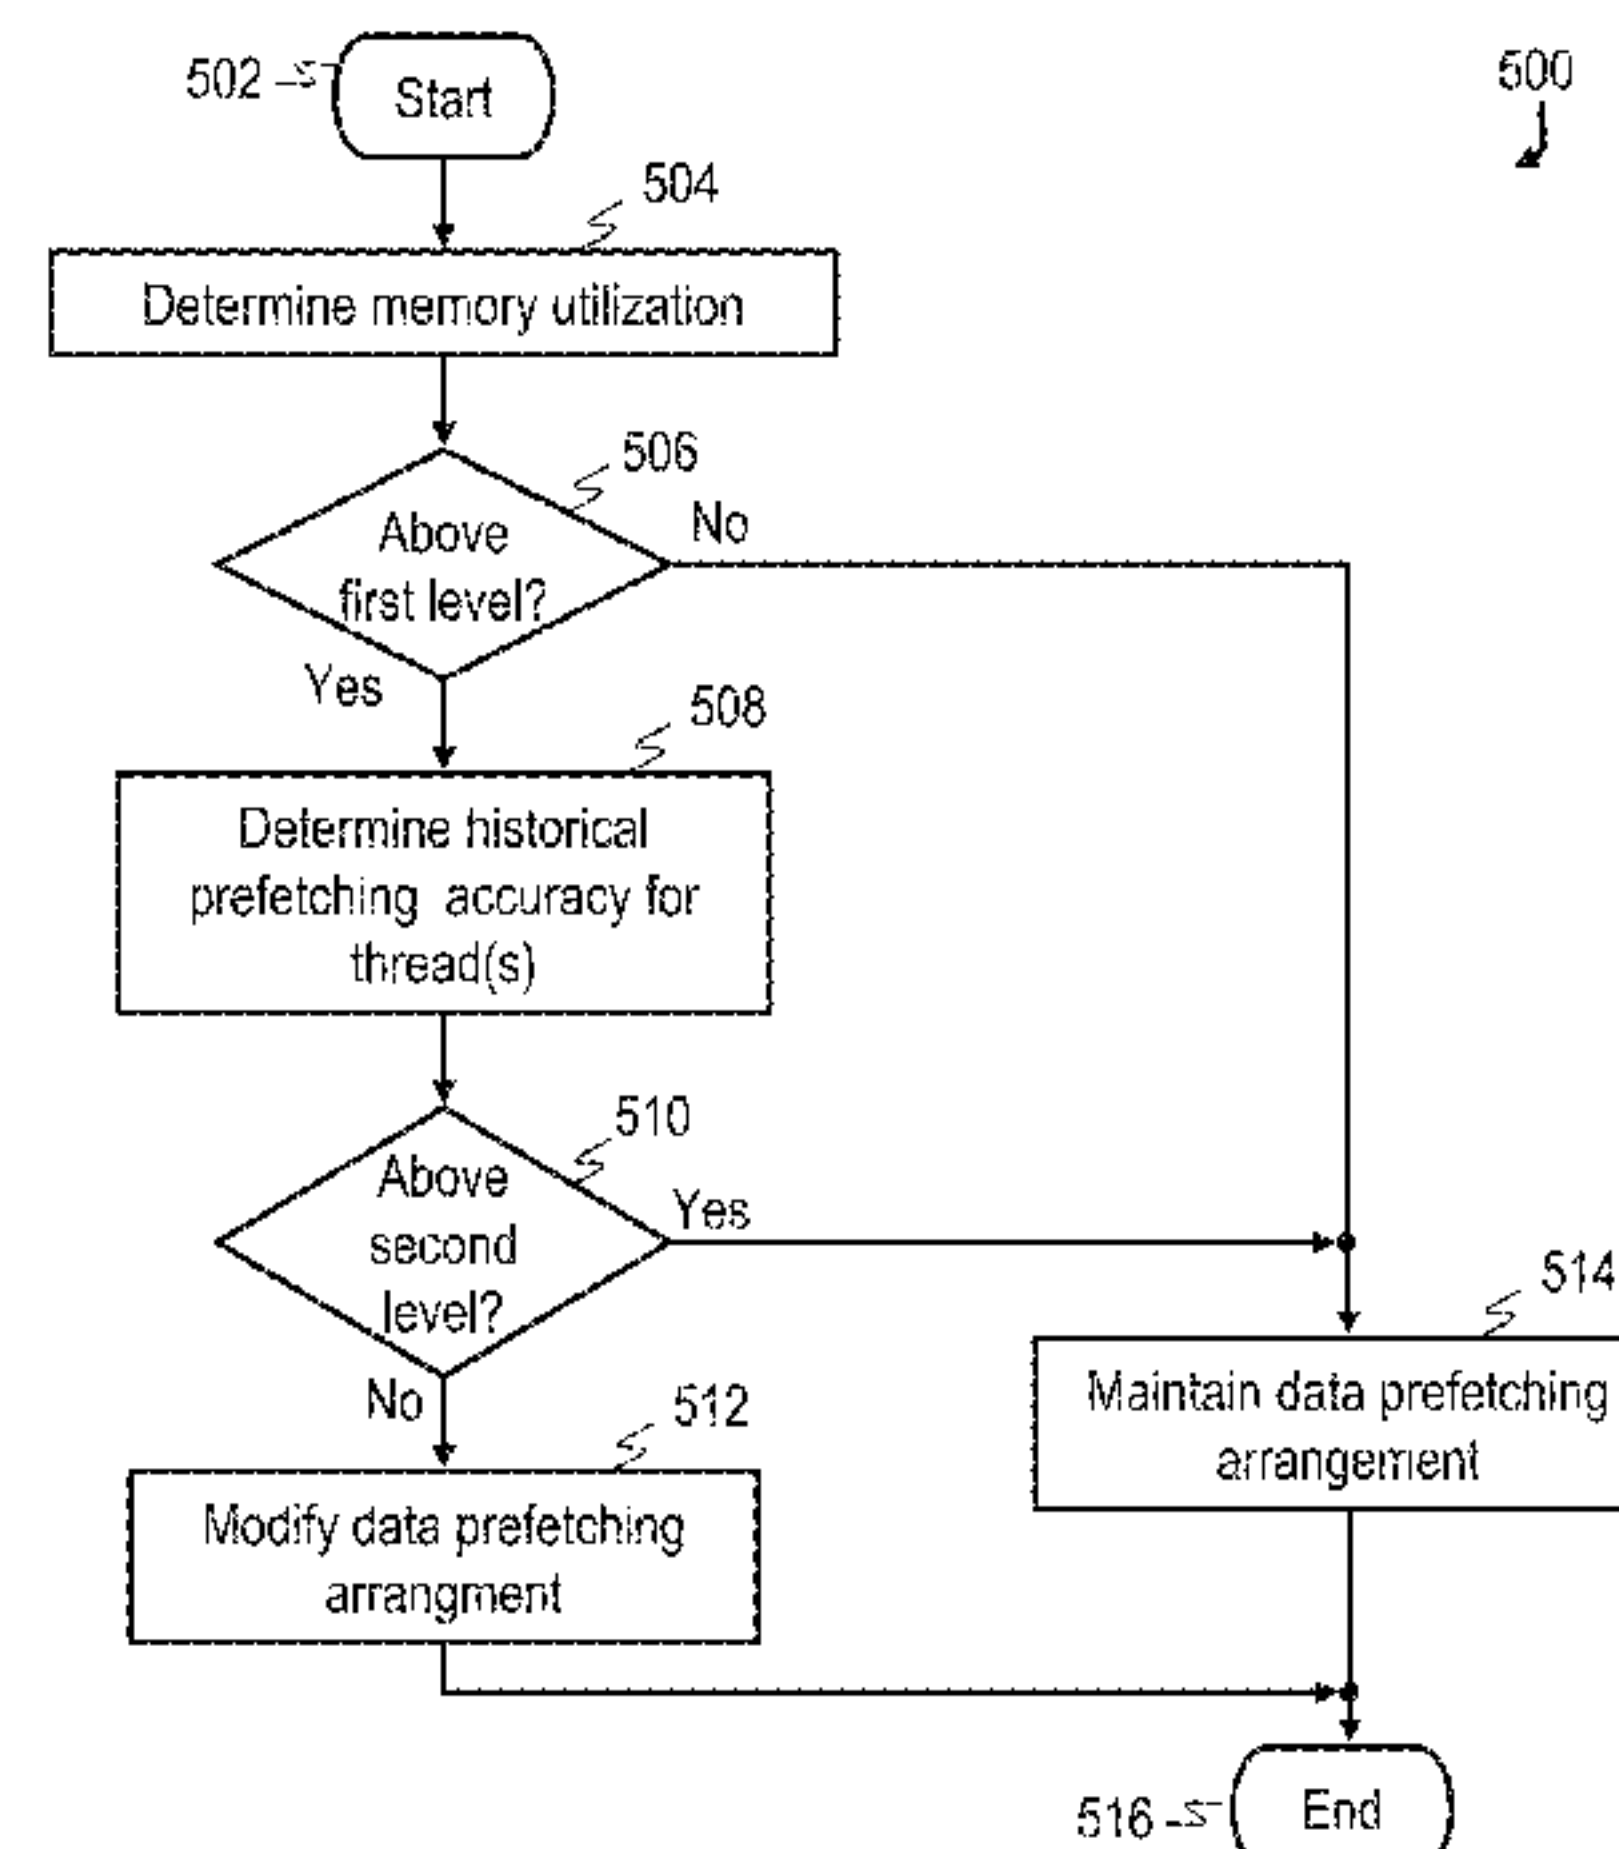 502
Start
500
504
Determine memory utilization
506
Above
first level?
No
Yes
508
Determine historical
prefetching accuracy for
thread(s)
510
Above
second
level?
Yes
No
514
Maintain data prefetching
arrangement
512
Modify data prefetching
arrangment
516
End